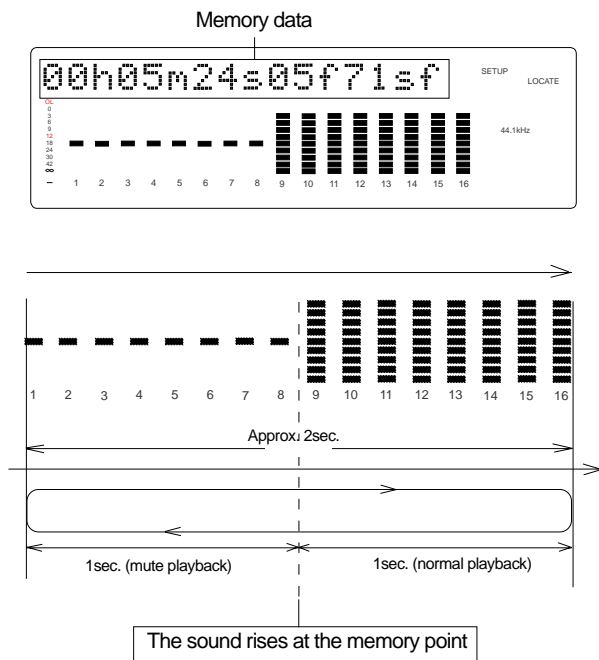 Memory data
00h05m24s05f71sf
SETUP
LOCATE
OL
0
3
6
9
12
18
24
30
42
∞
–
44.1kHz
1 2 3 4 5 6 7 8 9 10 11 12 13 14 15 16
1 2 3 4 5 6 7 8 9 10 11 12 13 14 15 16
Approx. 2sec.
1sec. (mute playback) 1sec. (normal playback)
The sound rises at the memory point